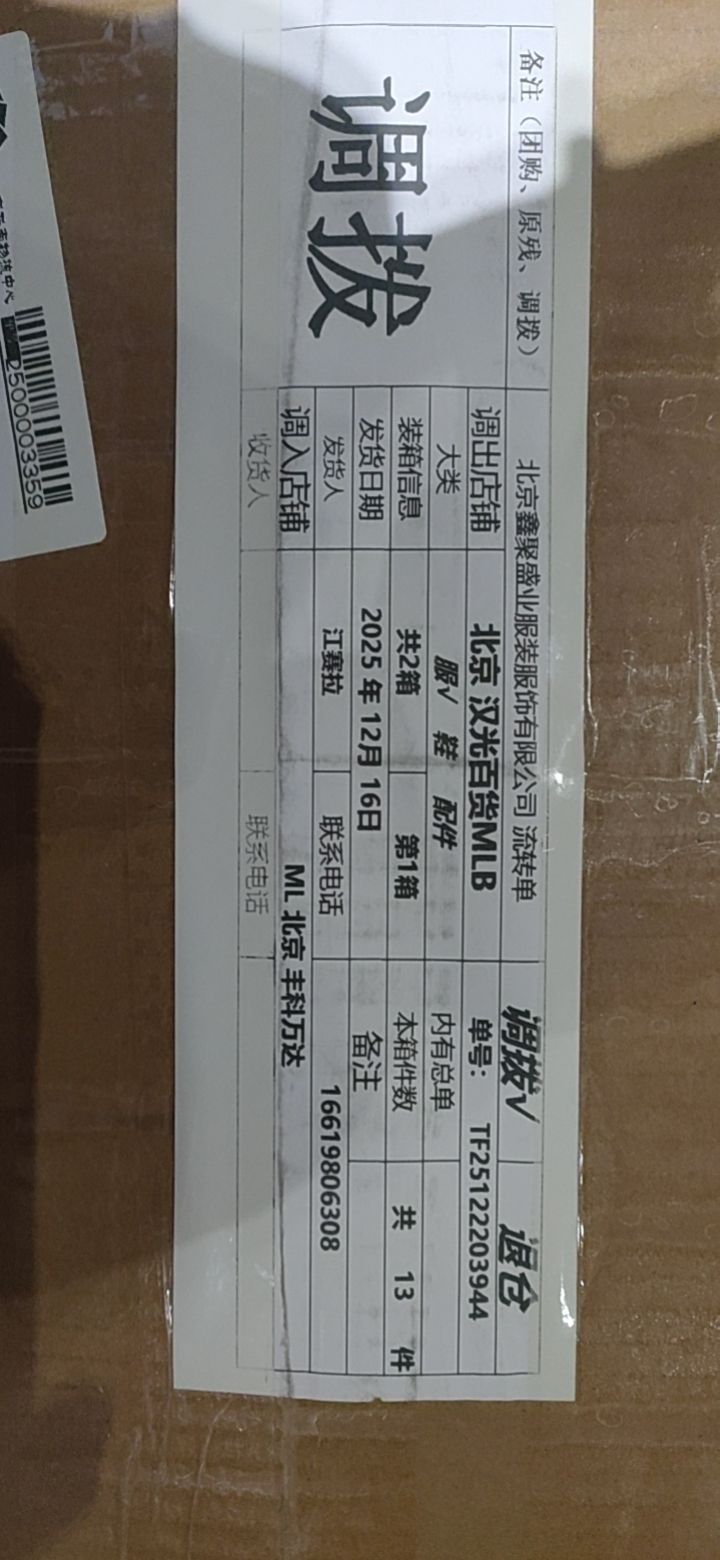 备注（团购、原残、调拨）
调拨
北京鑫聚盛业服装服饰有限公司 流转单
调拨√ 退仓
调出店铺 北京 汉光百货MLB 单号： TF25122203944
大类 服√ 鞋 配件 内有总单
装箱信息 共2箱 第1箱 本箱件数 共 13 件
发货日期 2025 年 12月 16日 备注
发货人 江赛拉 联系电话 16619806308
调入店铺 ML 北京 丰科万达
收货人 联系电话
物流中心
2500003359